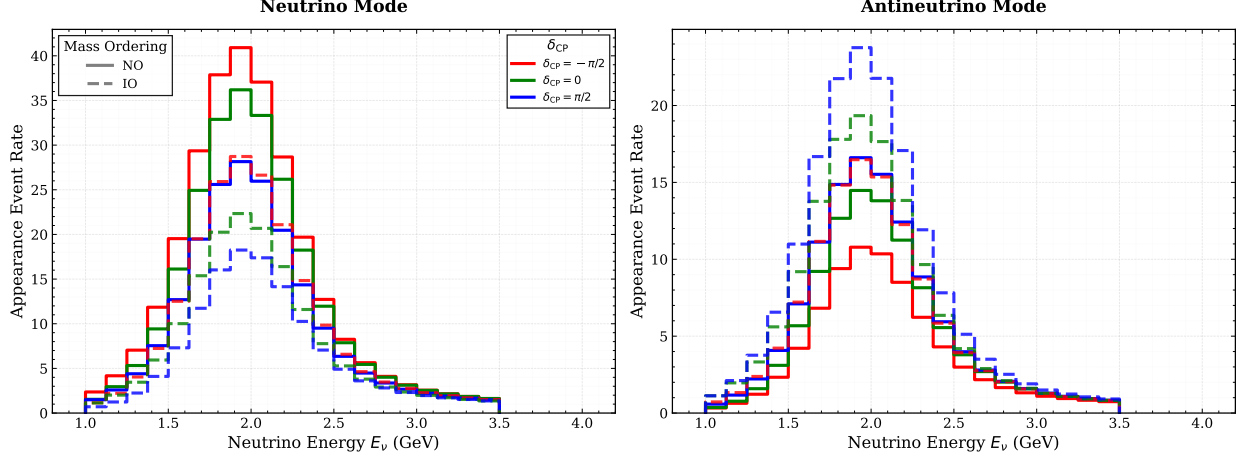 Neutrino Mode
Appearance Event Rate
0
5
10
15
20
25
30
35
40
Mass Ordering
NO
IO
δCP
δCP = −π/2
δCP = 0
δCP = π/2
1.0 1.5 2.0 2.5 3.0 3.5 4.0
Neutrino Energy Eν (GeV)
Antineutrino Mode
Appearance Event Rate
0
5
10
15
20
1.0 1.5 2.0 2.5 3.0 3.5 4.0
Neutrino Energy Eν (GeV)